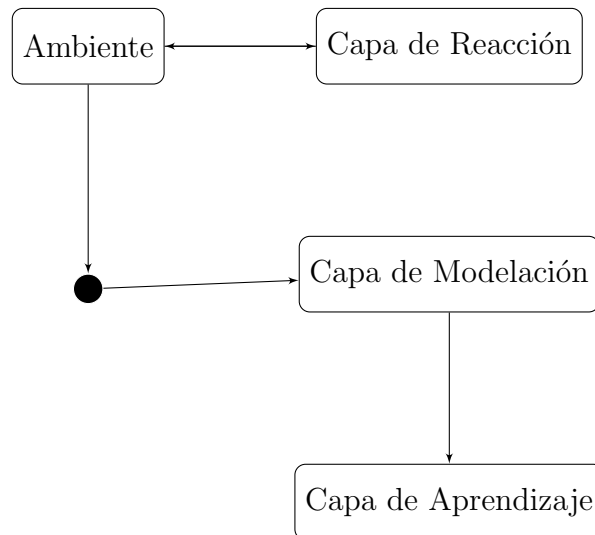 Ambiente
Capa de Reacción
Capa de Modelación
Capa de Aprendizaje